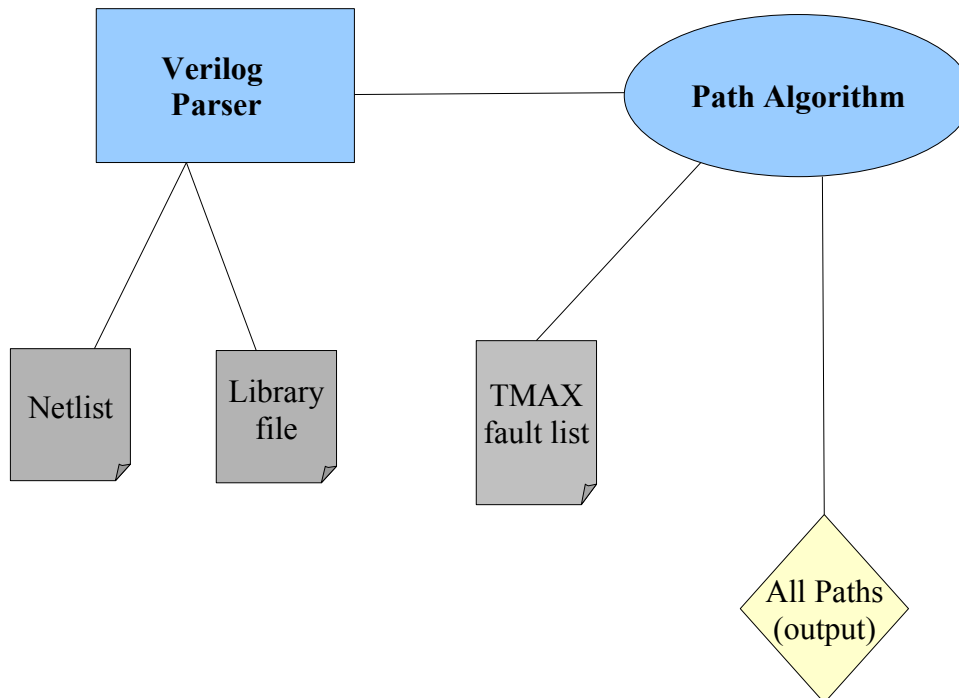 Verilog
Parser
Path Algorithm
Netlist
Library
file
TMAX
fault list
All Paths
(output)